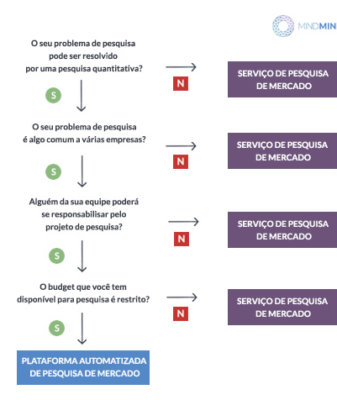 MINDMIN
O seu problema de pesquisa
pode ser resolvido
por uma pesquisa quantitativa?
N
SERVIÇO DE PESQUISA
DE MERCADO
S
O seu problema de pesquisa
é algo comum a várias empresas?
N
SERVIÇO DE PESQUISA
DE MERCADO
S
Alguém da sua equipe poderá
se responsabilisar pelo
projeto de pesquisa?
N
SERVIÇO DE PESQUISA
DE MERCADO
S
O budget que você tem
disponível para pesquisa é restrito?
N
SERVIÇO DE PESQUISA
DE MERCADO
S
PLATAFORMA AUTOMATIZADA
DE PESQUISA DE MERCADO